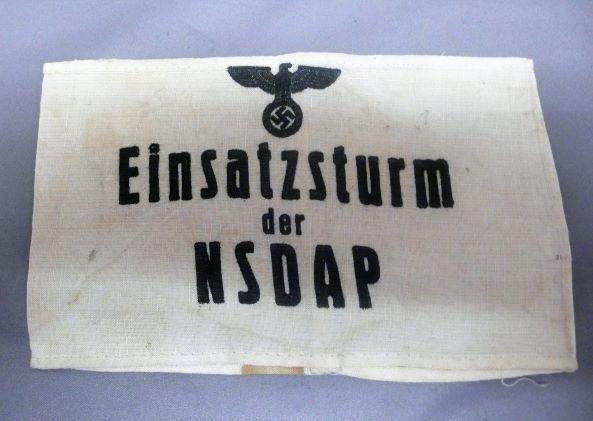 Einsatzsturm
der
NSDAP